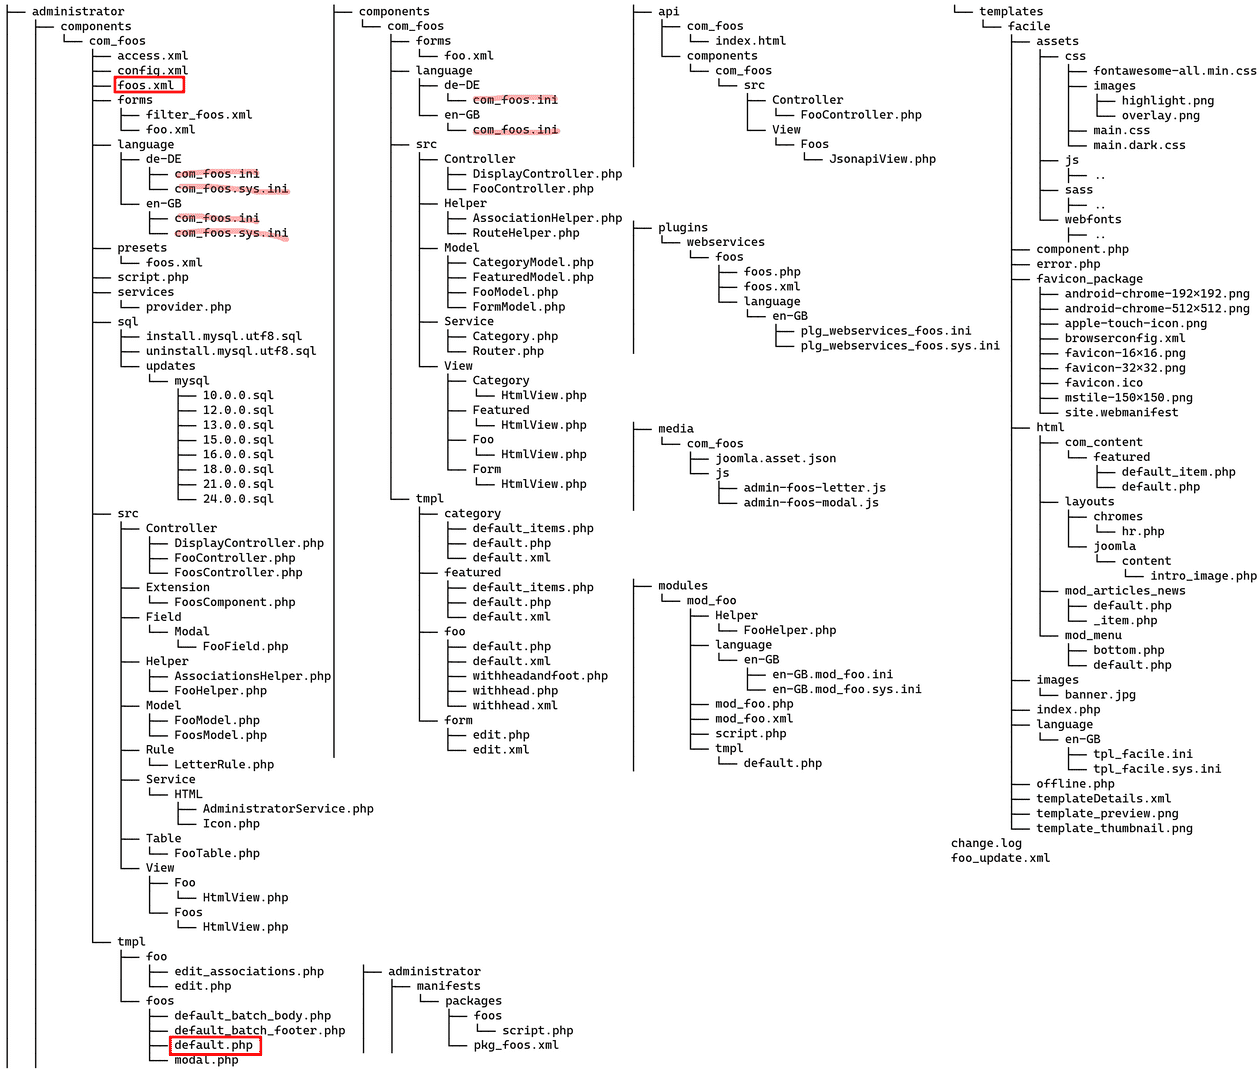 administrator
components
com_foos
access.xml
config.xml
foos.xml
forms
filter_foos.xml
foo.xml
language
de-DE
com_foos.ini
com_foos.sys.ini
en-GB
com_foos.ini
com_foos.sys.ini
presets
foos.xml
script.php
services
provider.php
sql
install.mysql.utf8.sql
uninstall.mysql.utf8.sql
updates
mysql
10.0.0.sql
12.0.0.sql
13.0.0.sql
15.0.0.sql
16.0.0.sql
18.0.0.sql
21.0.0.sql
24.0.0.sql
src
Controller
DisplayController.php
FooController.php
FoosController.php
Extension
FoosComponent.php
Field
Modal
FooField.php
Helper
AssociationsHelper.php
FooHelper.php
Model
FooModel.php
FoosModel.php
Rule
LetterRule.php
Service
HTML
AdministratorService.php
Icon.php
Table
FooTable.php
View
Foo
HtmlView.php
Foos
HtmlView.php
tmpl
foo
edit_associations.php
edit.php
foos
default_batch_body.php
default_batch_footer.php
default.php
modal.php
components
com_foos
forms
foo.xml
language
de-DE
com_foos.ini
en-GB
com_foos.ini
src
Controller
DisplayController.php
FooController.php
Helper
AssociationHelper.php
RouteHelper.php
Model
CategoryModel.php
FeaturedModel.php
FooModel.php
FormModel.php
Service
Category.php
Router.php
View
Category
HtmlView.php
Featured
HtmlView.php
Foo
HtmlView.php
Form
HtmlView.php
tmpl
category
default_items.php
default.php
default.xml
featured
default_items.php
default.php
default.xml
foo
default.php
default.xml
withheadandfoot.php
withhead.php
withhead.xml
form
edit.php
edit.xml
administrator
manifests
packages
foos
script.php
pkg_foos.xml
api
com_foos
index.html
components
com_foos
src
Controller
FooController.php
View
Foos
JsonapiView.php
plugins
webservices
foos
foos.php
foos.xml
language
en-GB
plg_webservices_foos.ini
plg_webservices_foos.sys.ini
media
com_foos
joomla.asset.json
js
admin-foos-letter.js
admin-foos-modal.js
modules
mod_foo
Helper
FooHelper.php
language
en-GB
en-GB.mod_foo.ini
en-GB.mod_foo.sys.ini
mod_foo.php
mod_foo.xml
script.php
tmpl
default.php
templates
facile
assets
css
fontawesome-all.min.css
images
highlight.png
overlay.png
main.css
main.dark.css
js
..
sass
..
webfonts
..
component.php
error.php
favicon_package
android-chrome-192×192.png
android-chrome-512×512.png
apple-touch-icon.png
browserconfig.xml
favicon-16×16.png
favicon-32×32.png
favicon.ico
mstile-150×150.png
site.webmanifest
html
com_content
featured
default_item.php
default.php
layouts
chromes
hr.php
joomla
content
intro_image.php
mod_articles_news
default.php
_item.php
mod_menu
bottom.php
default.php
images
banner.jpg
index.php
language
en-GB
tpl_facile.ini
tpl_facile.sys.ini
offline.php
templateDetails.xml
template_preview.png
template_thumbnail.png
change.log
foo_update.xml